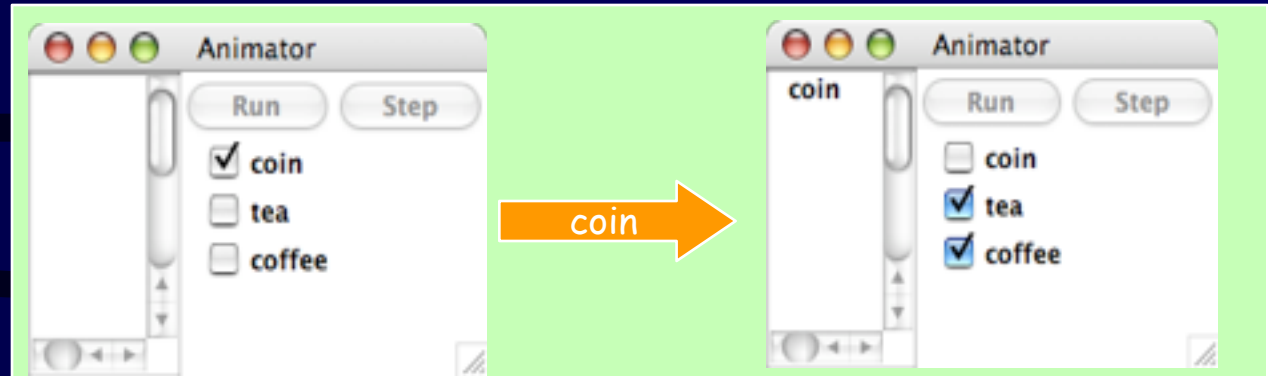 Animator
Run Step
coin
tea
coffee
coin
Animator
coin
Run Step
coin
tea
coffee